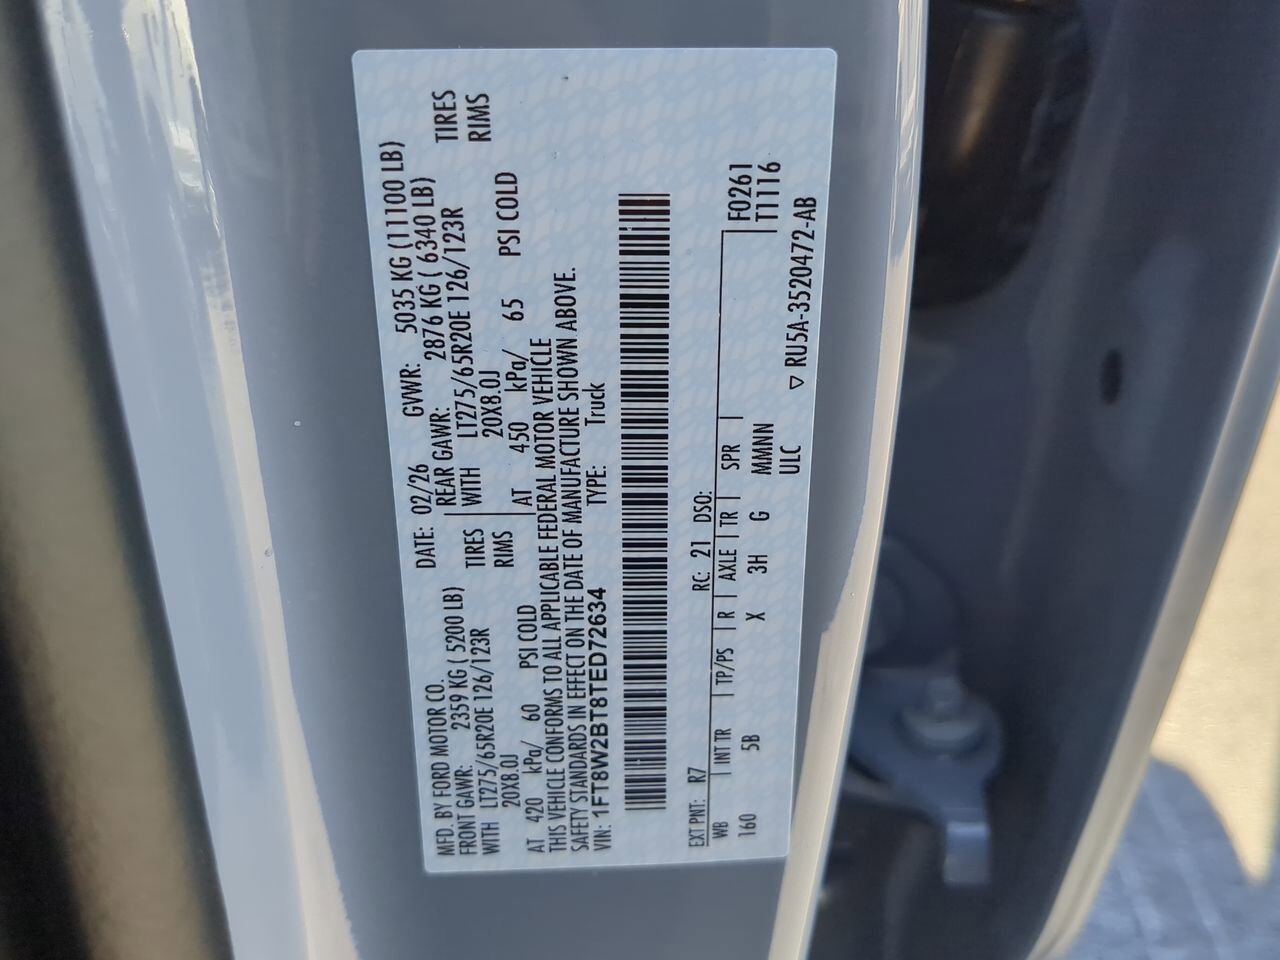 MFD. BY FORD MOTOR CO.
DATE: 02/26 GVWR: 5035 KG (11100 LB)
FRONT GAWR: 2359 KG ( 5200 LB)
REAR GAWR: 2876 KG ( 6340 LB)
WITH LT275/65R20E 126/123R TIRES
WITH LT275/65R20E 126/123R TIRES
20X8.0J RIMS
20X8.0J RIMS
AT 420 kPa/ 60 PSI COLD
AT 450 kPa/ 65 PSI COLD
THIS VEHICLE CONFORMS TO ALL APPLICABLE FEDERAL MOTOR VEHICLE
SAFETY STANDARDS IN EFFECT ON THE DATE OF MANUFACTURE SHOWN ABOVE.
VIN: 1FT8W2BT8TED72634 TYPE: Truck
EXT PNT: R7 RC: 21 DSO:
WB INT TR TP/PS R AXLE TR SPR F0261
160 5B X 3H G MMMNN T1116
ULC
▽ RU5A-3520472-AB